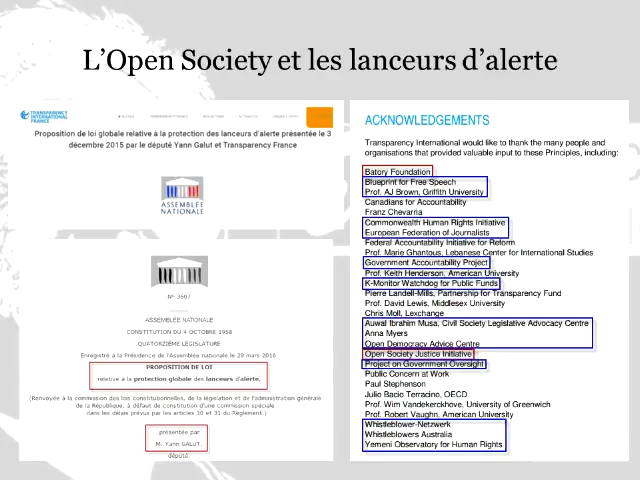 L'Open Society et les lanceurs d'alerte
TRANSPARENCY
INTERNATIONAL
FRANCE
Proposition de loi globale relative à la protection des lanceurs d'alerte présentée le 3
décembre 2015 par le député Yann Galut et Transparency France
ASSEMBLÉE
NATIONALE
N° 3607
ASSEMBLÉE NATIONALE
CONSTITUTION DU 4 OCTOBRE 1958
QUATORZIÈME LÉGISLATURE
Enregistré à la Présidence de l'Assemblée nationale le 29 mars 2016
PROPOSITION DE LOI
relative à la protection globale des lanceurs d'alerte,
(Renvoyée à la commission des lois constitutionnelles, de la législation et de l'administration générale
de la République, à défaut de constitution d'une commission spéciale
dans les délais prévus par les articles 30 et 31 du Règlement.)
présentée par
M. Yann GALUT,
député.
ACKNOWLEDGEMENTS
Transparency International would like to thank the many people and
organisations that provided valuable input to these Principles, including:
Batory Foundation
Blueprint for Free Speech
Prof. AJ Brown, Griffith University
Canadians for Accountability
Franz Chevarria
Commonwealth Human Rights Initiative
European Federation of Journalists
Federal Accountability Initiative for Reform
Prof. Marie Ghantous, Lebanese Center for International Studies
Government Accountability Project
Prof. Keith Henderson, American University
K-Monitor Watchdog for Public Funds
Pierre Landell-Mills, Partnership for Transparency Fund
Prof. David Lewis, Middlesex University
Chris Moll, Lexchange
Auwal Ibrahim Musa, Civil Society Legislative Advocacy Centre
Anna Myers
Open Democracy Advice Centre
Open Society Justice Initiative
Project on Government Oversight
Public Concern at Work
Paul Stephenson
Julio Bacio Terracino, OECD
Prof. Wim Vandekerckhove, University of Greenwich
Prof. Robert Vaughn, American University
Whistleblower-Netzwerk
Whistleblowers Australia
Yemeni Observatory for Human Rights